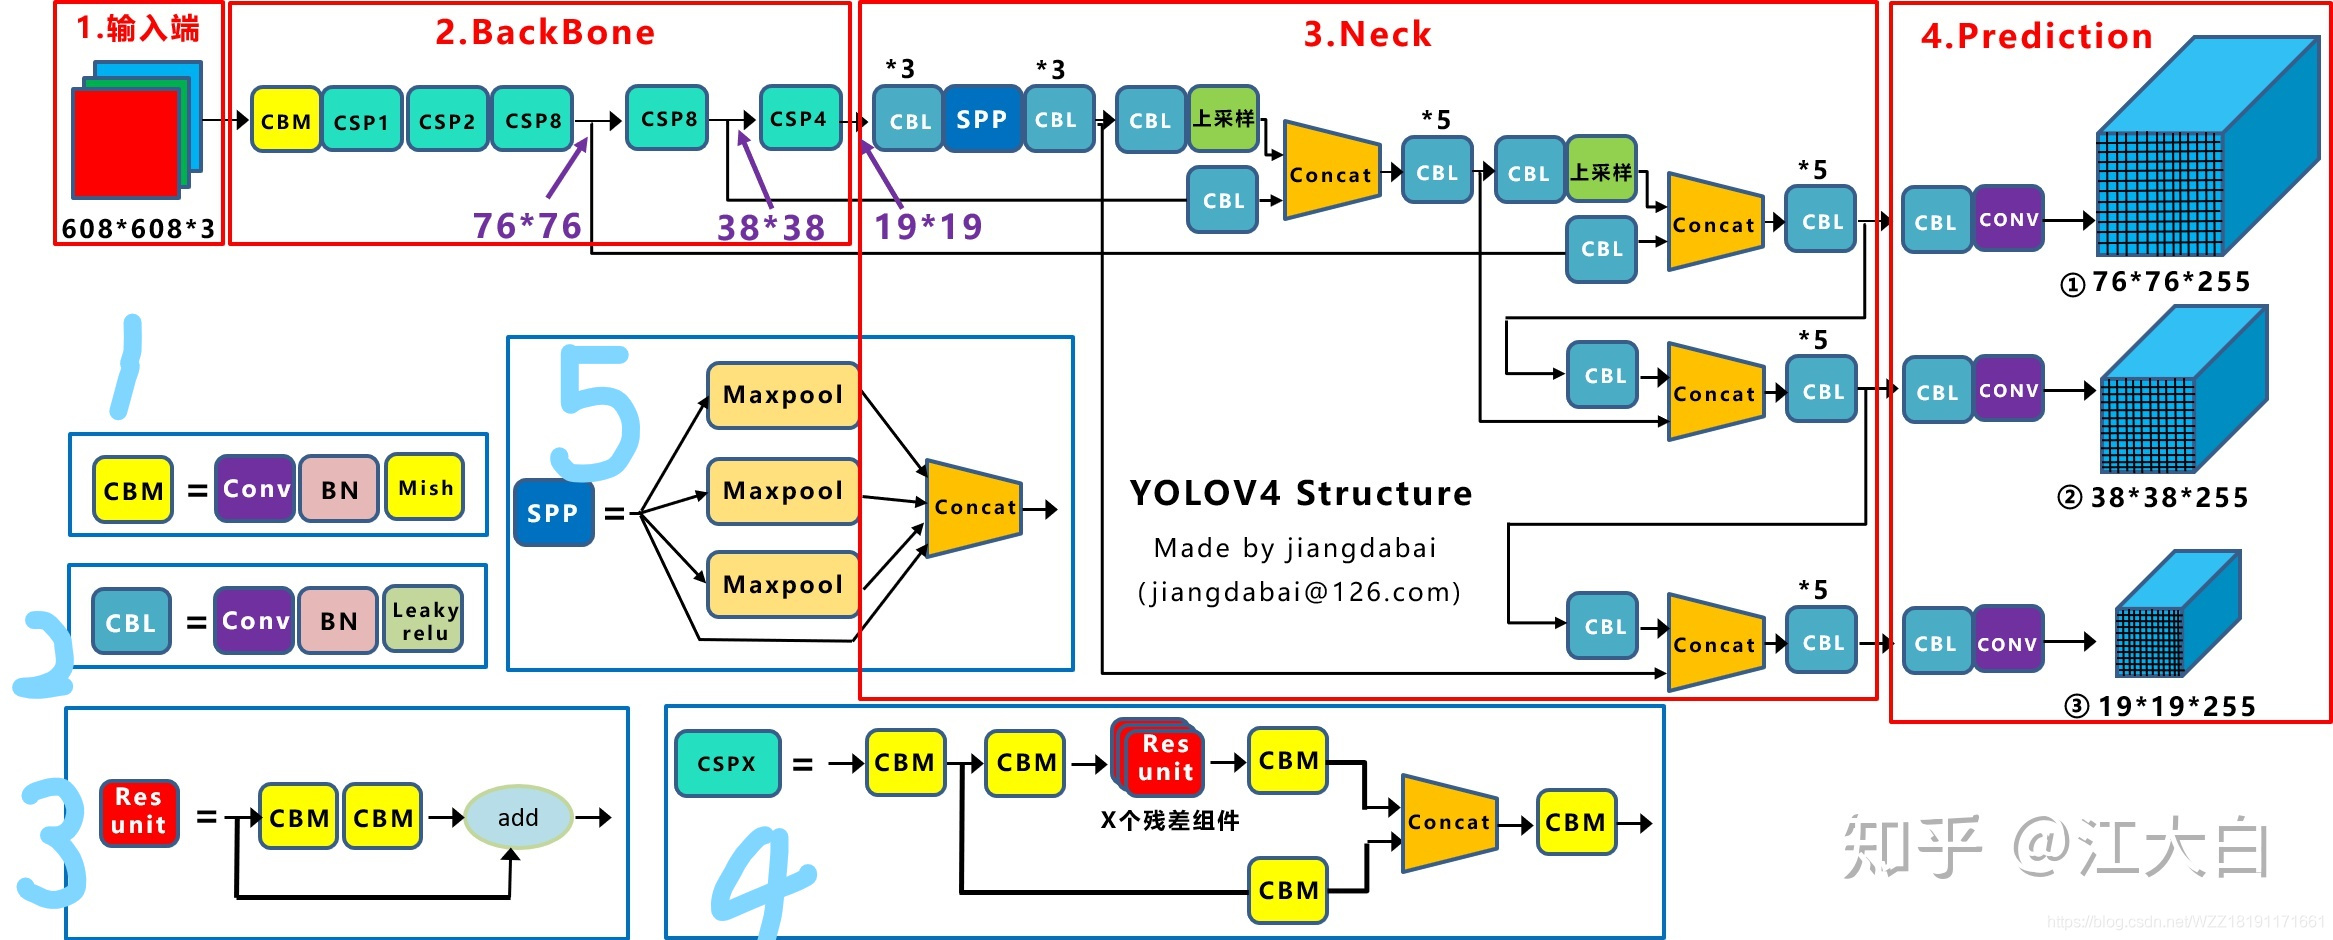 1.输入端
2.BackBone
3.Neck
4.Prediction
608*608*3
CBM
CSP1
CSP2
CSP8
CSP8
CSP4
76*76
38*38
19*19
*3
*3
CBL
SPP
CBL
CBL
上采样
CBL
Concat
*5
CBL
CBL
上采样
CBL
Concat
*5
CBL
CBL
CONV
①76*76*255
CBL
Concat
*5
CBL
CBL
CONV
②38*38*255
CBL
Concat
*5
CBL
CBL
CONV
③19*19*255
YOLOV4 Structure
Made by jiangdabai
(jiangdabai@126.com)
1
CBM = Conv BN Mish
2
CBL = Conv BN Leaky
relu
3
Res
unit
=
CBM
CBM
add
4
CSPX =
CBM
CBM
Res
unit
X个残差组件
CBM
CBM
Concat
CBM
5
SPP =
Maxpool
Maxpool
Maxpool
Concat
知乎 @江大白
https://blog.csdn.net/WZZ18191171661